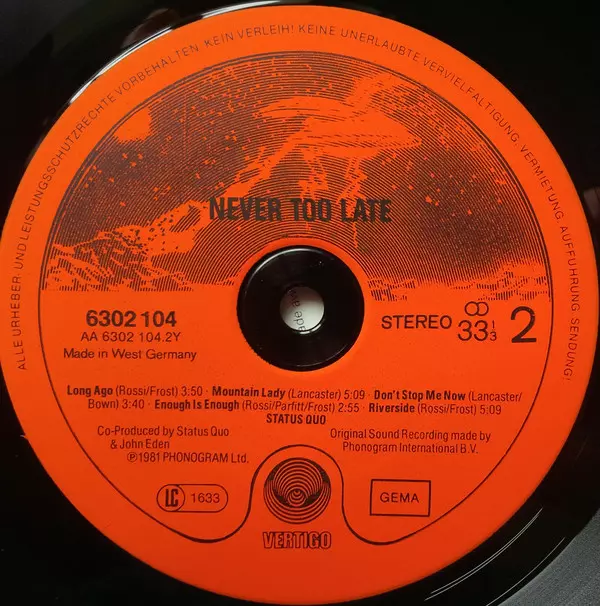 ALLE URHEBER- UND LEISTUNGSSCHUTZRECHTE VORBEHALTEN. KEIN VERLEIH! KEINE UNERLAUBTE VERVIELFÄLTIGUNG, VERMIETUNG, AUFFÜHRUNG, SENDUNG!
NEVER TOO LATE
6302 104
AA 6302 104.2Y
Made in West Germany
STEREO 33 1/3 2
Long Ago (Rossi/Frost) 3:50 · Mountain Lady (Lancaster) 5:09 · Don't Stop Me Now (Lancaster/
Bown) 3:40 · Enough Is Enough (Rossi/Parfitt/Frost) 2:55 · Riverside (Rossi/Frost) 5:09
STATUS QUO
Co-Produced by Status Quo
& John Eden
℗1981 PHONOGRAM Ltd.
Original Sound Recording made by
Phonogram International B.V.
LC 1633
GEMA
VERTIGO